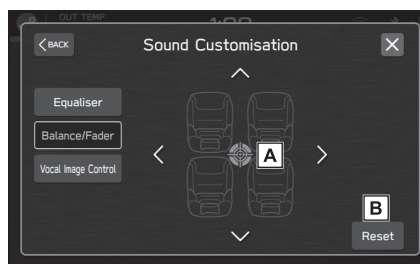 OUT TEMP
BACK
Sound Customisation
Equaliser
Balance/Fader
Vocal Image Control
A
B
Reset